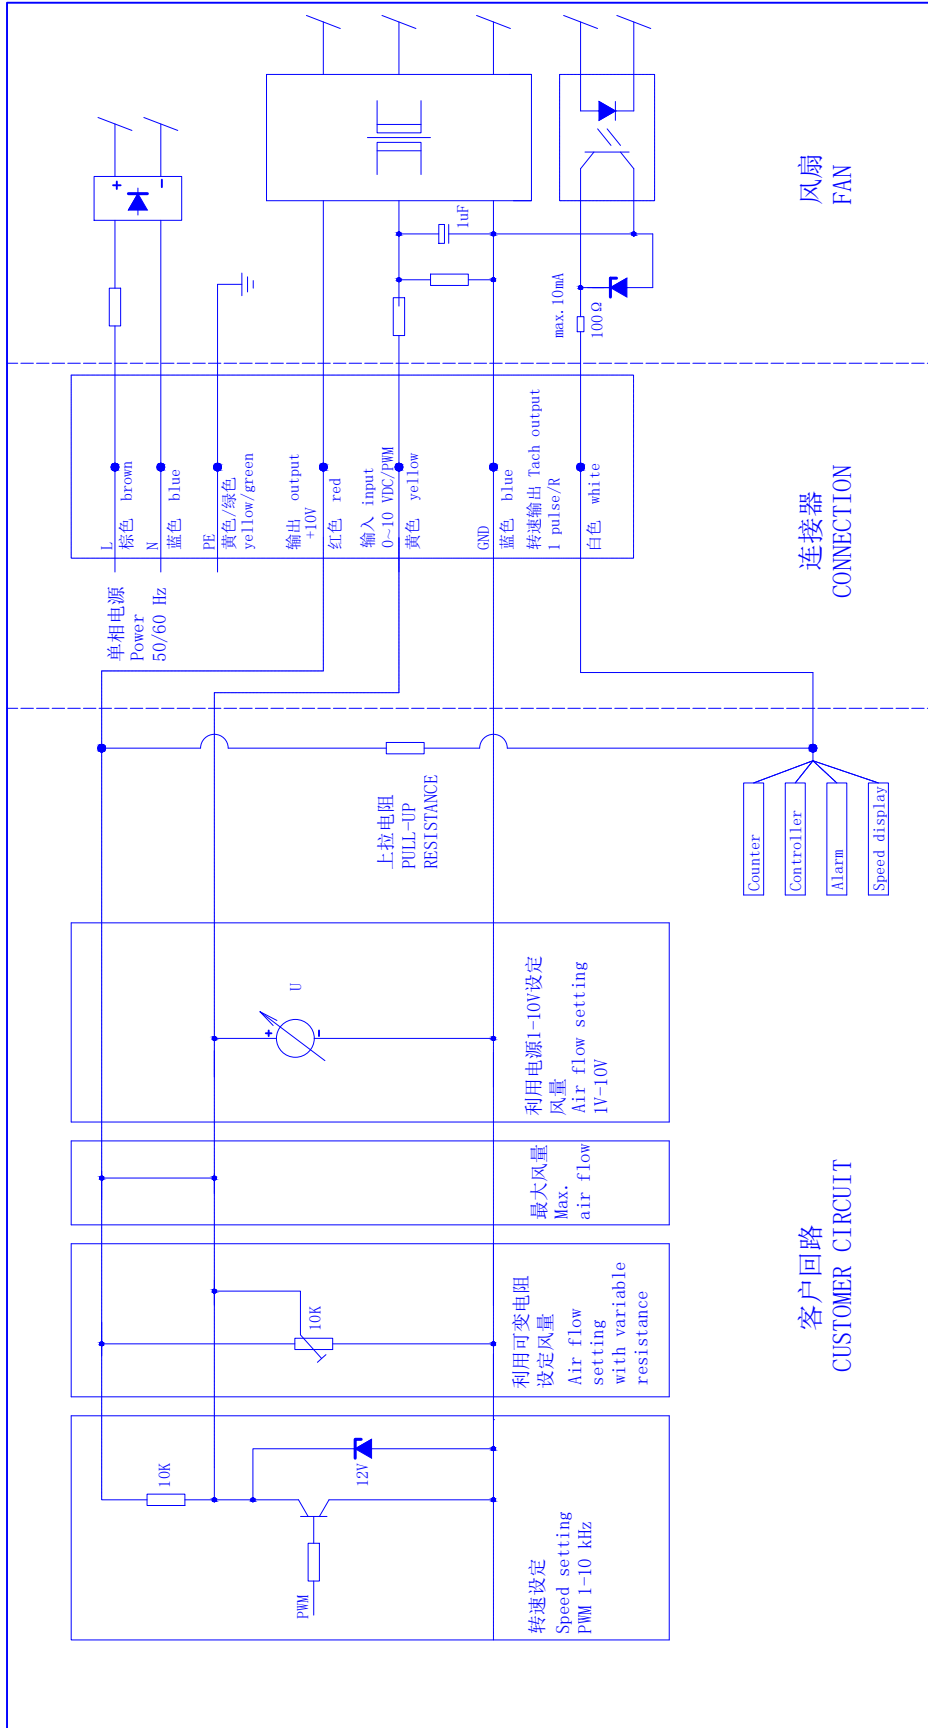 风扇
FAN
1uF
max.10mA
100Ω
L
棕色 brown
N
蓝色 blue
PE
黄色/绿色
yellow/green
输出 output
+10V
红色 red
输入 input
0~10 VDC/PWM
黄色 yellow
GND
蓝色 blue
转速输出 Tach output
1 pulse/R
白色 white
连接器
CONNECTION
单相电源
Power
50/60 Hz
上拉电阻
PULL-UP
RESISTANCE
Counter
Controller
Alarm
Speed display
U
利用电源1-10V设定
风量
Air flow setting
1V-10V
最大风量
Max.
air flow
10K
利用可变电阻
设定风量
Air flow
setting
with variable
resistance
10K
12V
PWM
转速设定
Speed setting
PWM 1-10 kHz
客户回路
CUSTOMER CIRCUIT